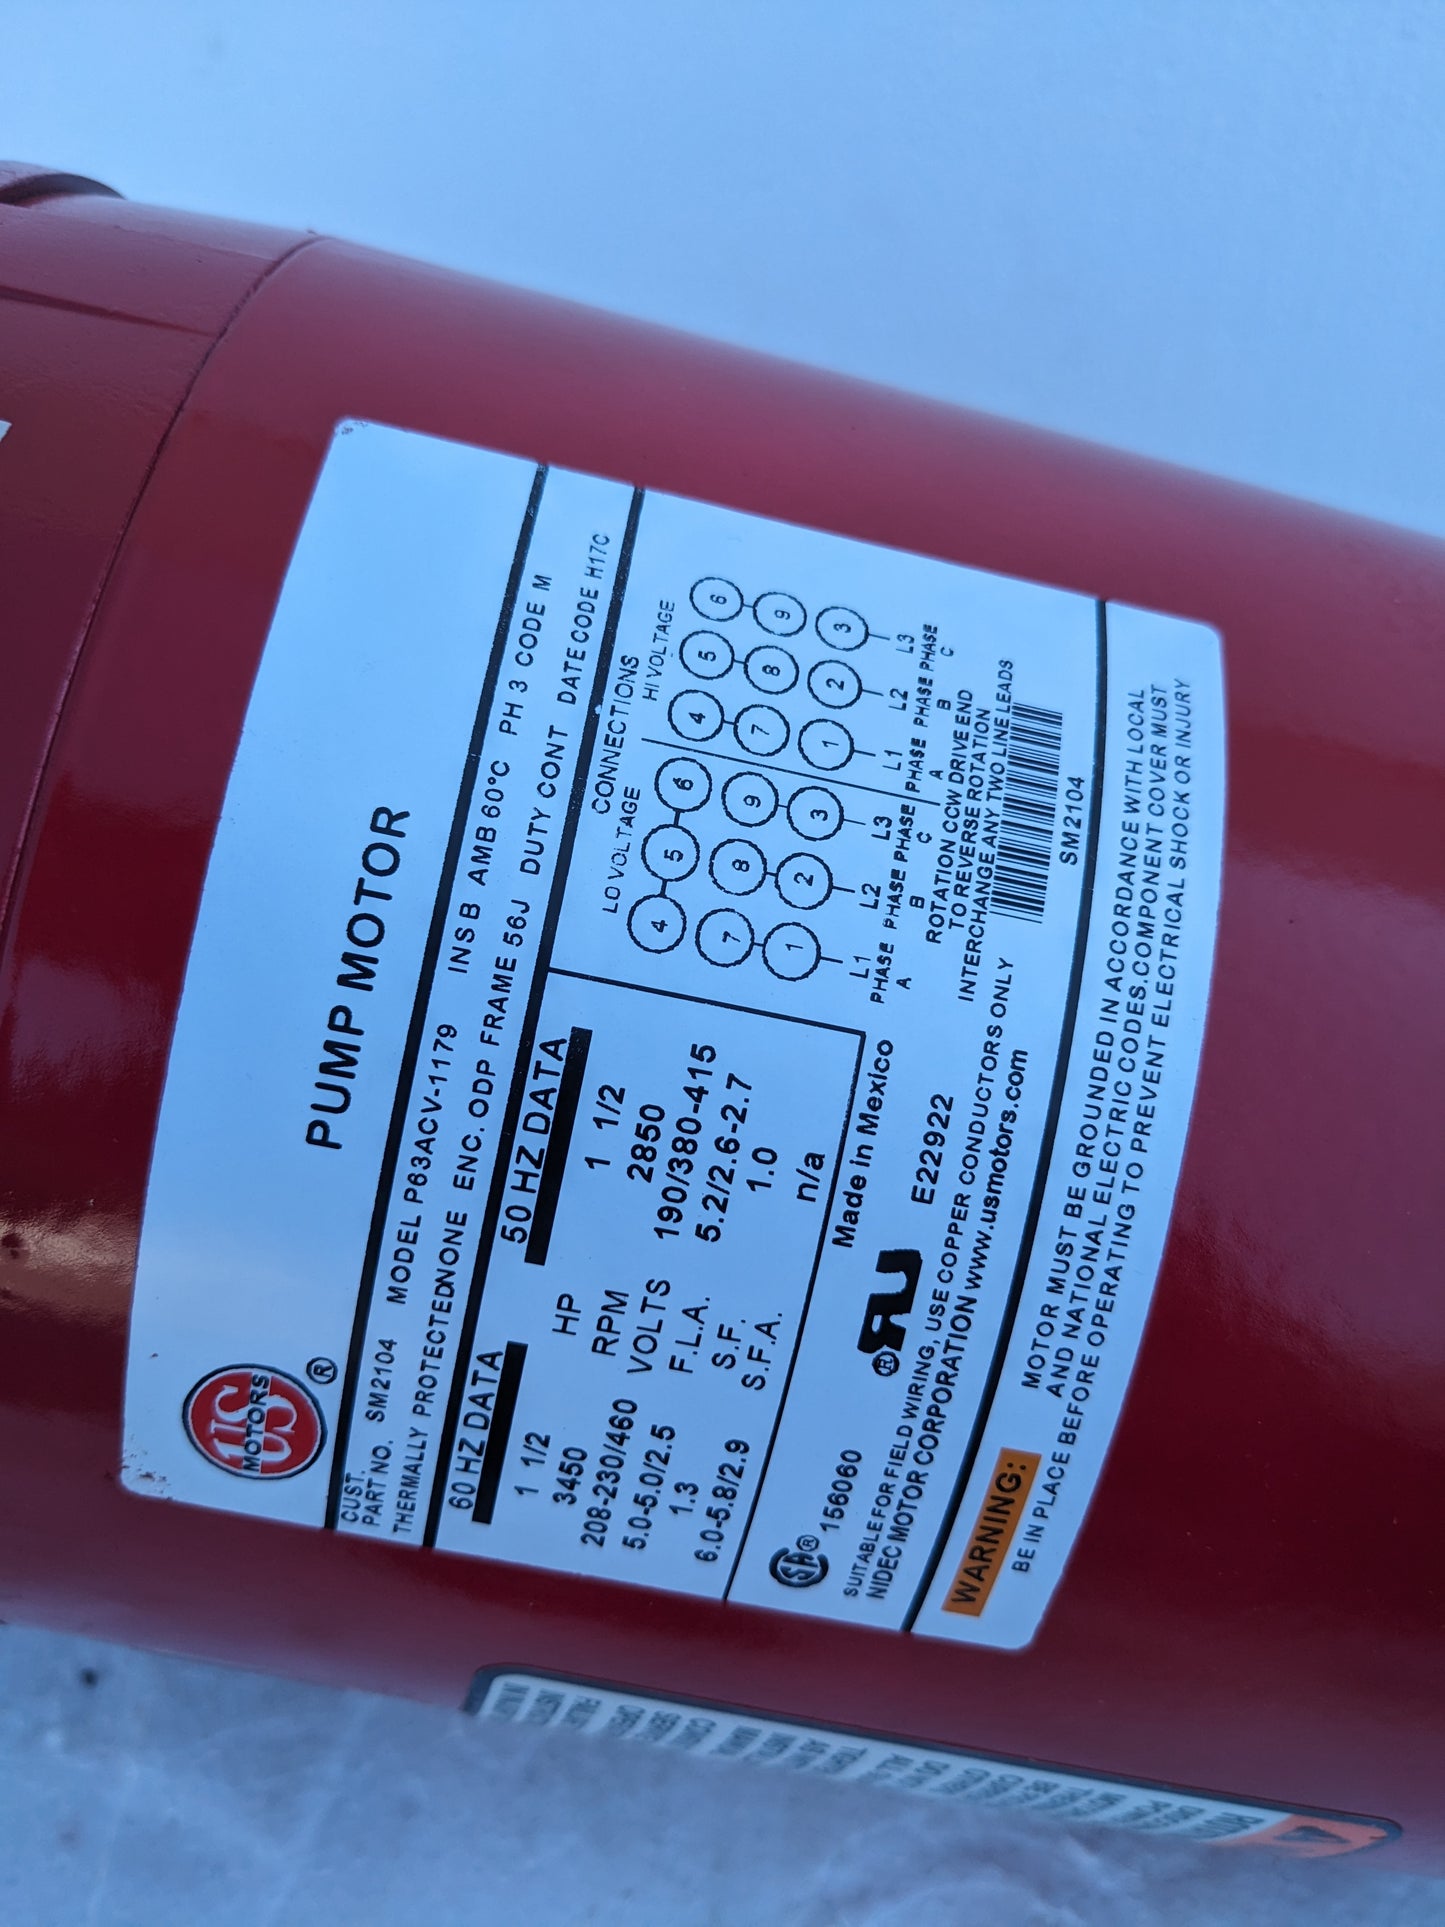 US
MOTORS
®
PUMP MOTOR
CUST.
PART NO. SM2104 MODEL P63ACV-1179 INS B AMB 60°C PH 3 CODE M
THERMALLY PROTECTEDNONE ENC. ODP FRAME 56J DUTY CONT DATE CODE H17C
60 HZ DATA 50 HZ DATA
1 1/2 HP 1 1/2
3450 RPM 2850
208-230/460 VOLTS 190/380-415
5.0-5.0/2.5 F.L.A. 5.2/2.6-2.7
1.3 S.F. 1.0
6.0-5.8/2.9 S.F.A. n/a
CONNECTIONS
LO VOLTAGE HI VOLTAGE
4 5 6 4 5 6
7 8 9 7 8 9
1 2 3 1 2 3
L1 L2 L3 L1 L2 L3
PHASE PHASE PHASE PHASE PHASE PHASE
A B C A B C
ROTATION CCW DRIVE END
TO REVERSE ROTATION
INTERCHANGE ANY TWO LINE LEADS
SM2104
Made in Mexico
SA® 156060 ®RU E22922
SUITABLE FOR FIELD WIRING, USE COPPER CONDUCTORS ONLY
NIDEC MOTOR CORPORATION www.usmotors.com
WARNING: MOTOR MUST BE GROUNDED IN ACCORDANCE WITH LOCAL
AND NATIONAL ELECTRIC CODES.COMPONENT COVER MUST
BE IN PLACE BEFORE OPERATING TO PREVENT ELECTRICAL SHOCK OR INJURY